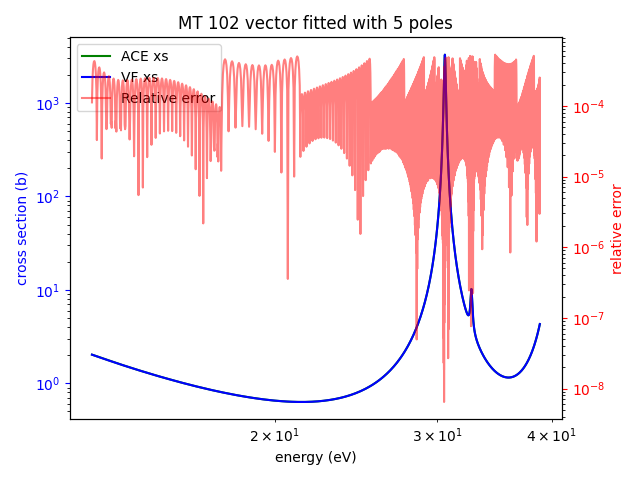 MT 102 vector fitted with 5 poles
ACE xs
VF xs
Relative error
cross section (b)
10³
10²
10¹
10⁰
relative error
10⁻⁴
10⁻⁵
10⁻⁶
10⁻⁷
10⁻⁸
2 × 10¹ 3 × 10¹ 4 × 10¹
energy (eV)